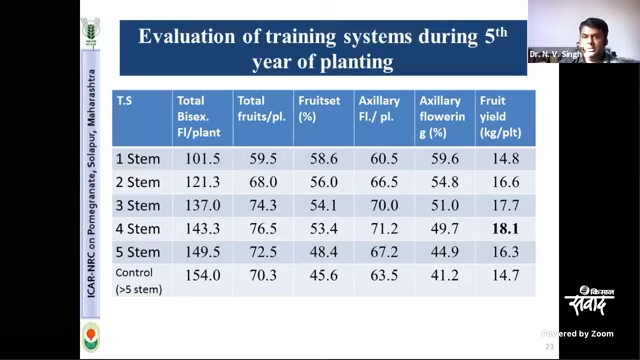 Evaluation of training systems during 5th
year of planting
Dr. N. V. Singh
ICAR-NRC on Pomegranate, Solapur, Maharashtra
T.S Total Bisex. Fl/plant Total fruits/pl. Fruitset (%) Axillary Fl./ pl. Axillary flowerin g (%) Fruit yield (kg/plt)
1 Stem 101.5 59.5 58.6 60.5 59.6 14.8
2 Stem 121.3 68.0 56.0 66.5 54.8 16.6
3 Stem 137.0 74.3 54.1 70.0 51.0 17.7
4 Stem 143.3 76.5 53.4 71.2 49.7 18.1
5 Stem 149.5 72.5 48.4 67.2 44.9 16.3
Control (>5 stem) 154.0 70.3 45.6 63.5 41.2 14.7
किसान
संवाद
Powered by Zoom
23